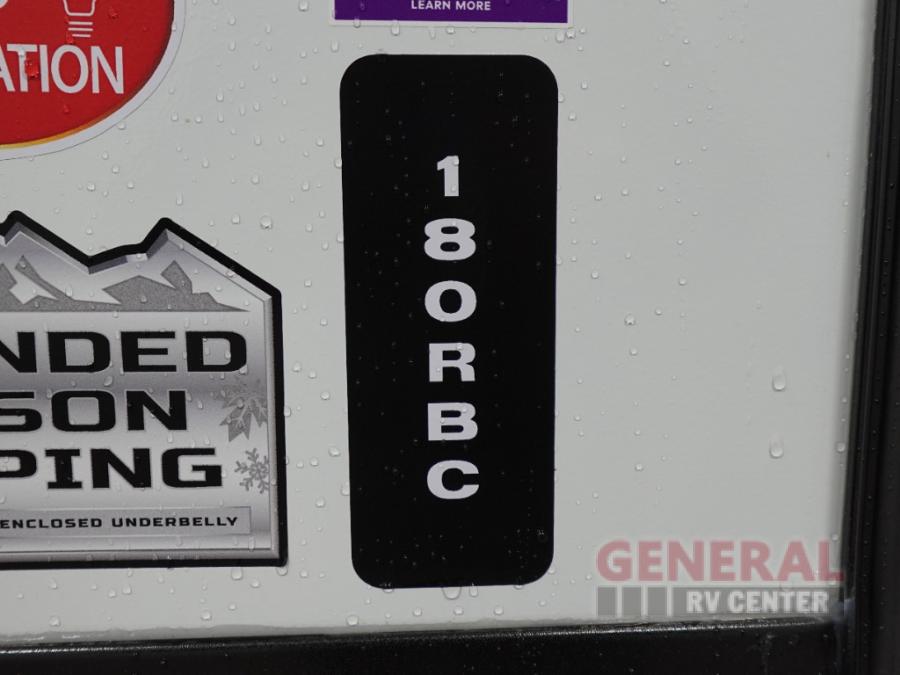 LEARN MORE
ATION
1
8
0
R
B
C
NDED
SON
PING
ENCLOSED UNDERBELLY
GENERAL
RV CENTER